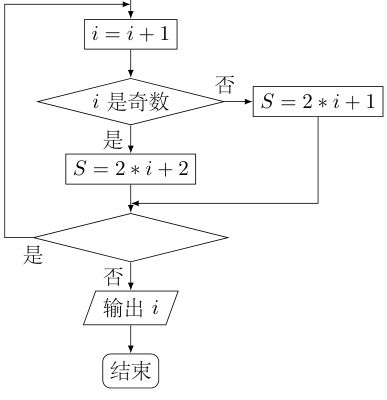 i = i + 1
i 是奇数
否
S = 2 * i + 1
是
S = 2 * i + 2
是
否
输出 i
结束